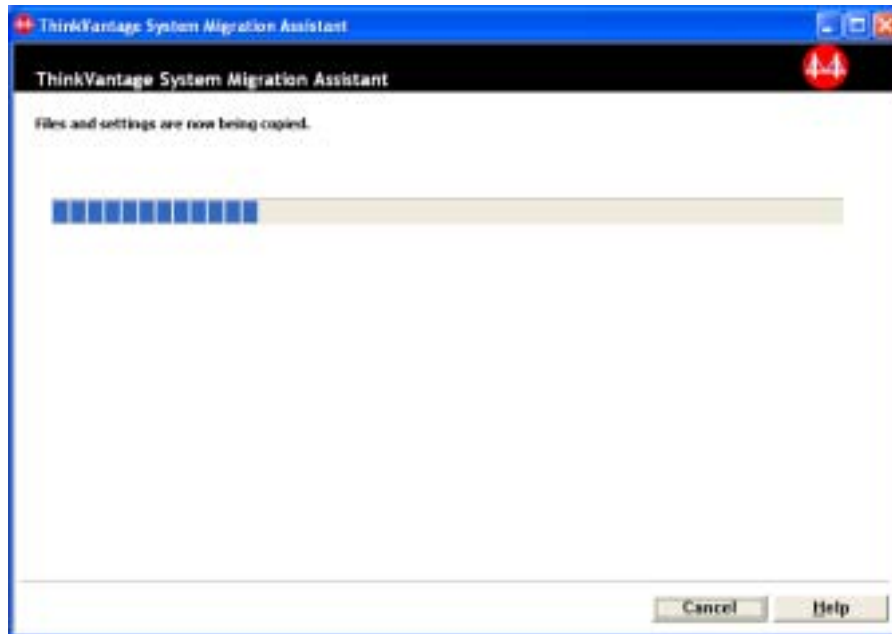 ThinkVantage System Migration Assistant
ThinkVantage System Migration Assistant
Files and settings are now being copied.
Cancel
Help